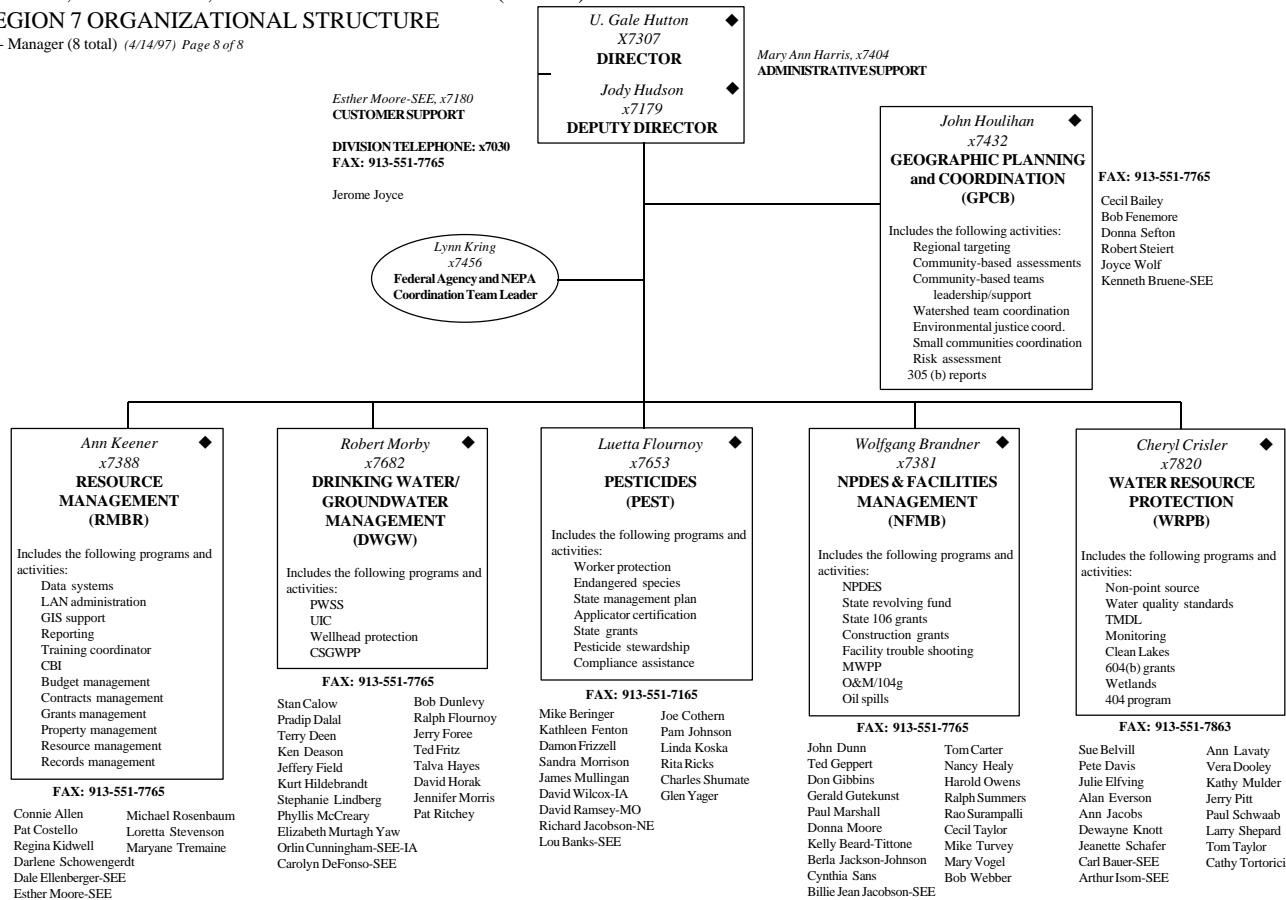 EGION 7 ORGANIZATIONAL STRUCTURE
- Manager (8 total) (4/14/97) Page 8 of 8
U. Gale Hutton
X7307
DIRECTOR
Jody Hudson
x7179
DEPUTY DIRECTOR
Mary Ann Harris, x7404
ADMINISTRATIVE SUPPORT
Esther Moore-SEE, x7180
CUSTOMER SUPPORT
DIVISION TELEPHONE: x7030
FAX: 913-551-7765
Jerome Joyce
Lynn Kring
x7456
Federal Agency and NEPA
Coordination Team Leader
John Houlihan
x7432
GEOGRAPHIC PLANNING
and COORDINATION
(GPCB)
Includes the following activities:
Regional targeting
Community-based assessments
Community-based teams
leadership/support
Watershed team coordination
Environmental justice coord.
Small communities coordination
Risk assessment
305 (b) reports
FAX: 913-551-7765
Cecil Bailey
Bob Fenemore
Donna Sefton
Robert Steiert
Joyce Wolf
Kenneth Bruene-SEE
Ann Keener
x7388
RESOURCE
MANAGEMENT
(RMBR)
Includes the following programs and
activities:
Data systems
LAN administration
GIS support
Reporting
Training coordinator
CBI
Budget management
Contracts management
Grants management
Property management
Resource management
Records management
FAX: 913-551-7765
Connie Allen
Pat Costello
Regina Kidwell
Darlene Schowengerdt
Dale Ellenberger-SEE
Esther Moore-SEE
Michael Rosenbaum
Loretta Stevenson
Maryane Tremaine
Robert Morby
x7682
DRINKING WATER/
GROUNDWATER
MANAGEMENT
(DWGW)
Includes the following programs and
activities:
PWSS
UIC
Wellhead protection
CSGWPP
FAX: 913-551-7765
Stan Calow
Pradip Dalal
Terry Deen
Ken Deason
Jeffery Field
Kurt Hildebrandt
Stephanie Lindberg
Phyllis McCreary
Elizabeth Murtagh Yaw
Orlin Cunningham-SEE-IA
Carolyn DeFonso-SEE
Bob Dunlevy
Ralph Flournoy
Jerry Foree
Ted Fritz
Talva Hayes
David Horak
Jennifer Morris
Pat Ritchey
Luetta Flournoy
x7653
PESTICIDES
(PEST)
Includes the following programs and
activities:
Worker protection
Endangered species
State management plan
Applicator certification
State grants
Pesticide stewardship
Compliance assistance
FAX: 913-551-7165
Mike Beringer
Kathleen Fenton
Damon Frizzell
Sandra Morrison
James Mullingan
David Wilcox-IA
David Ramsey-MO
Richard Jacobson-NE
Lou Banks-SEE
Joe Cothern
Pam Johnson
Linda Koska
Rita Ricks
Charles Shumate
Glen Yager
Wolfgang Brandner
x7381
NPDES & FACILITIES
MANAGEMENT
(NFMB)
Includes the following programs and
activities:
NPDES
State revolving fund
State 106 grants
Construction grants
Facility trouble shooting
MWPP
O&M/104g
Oil spills
FAX: 913-551-7765
John Dunn
Ted Geppert
Don Gibbins
Gerald Gutekunst
Paul Marshall
Donna Moore
Kelly Beard-Tittone
Berla Jackson-Johnson
Cynthia Sans
Billie Jean Jacobson-SEE
Tom Carter
Nancy Healy
Harold Owens
Ralph Summers
Rao Surampalli
Cecil Taylor
Mike Turvey
Mary Vogel
Bob Webber
Cheryl Crisler
x7820
WATER RESOURCE
PROTECTION
(WRPB)
Includes the following programs and
activities:
Non-point source
Water quality standards
TMDL
Monitoring
Clean Lakes
604(b) grants
Wetlands
404 program
FAX: 913-551-7863
Sue Belvill
Pete Davis
Julie Elfving
Alan Everson
Ann Jacobs
Dewayne Knott
Jeanette Schafer
Carl Bauer-SEE
Arthur Isom-SEE
Ann Lavaty
Vera Dooley
Kathy Mulder
Jerry Pitt
Paul Schwaab
Larry Shepard
Tom Taylor
Cathy Tortorici